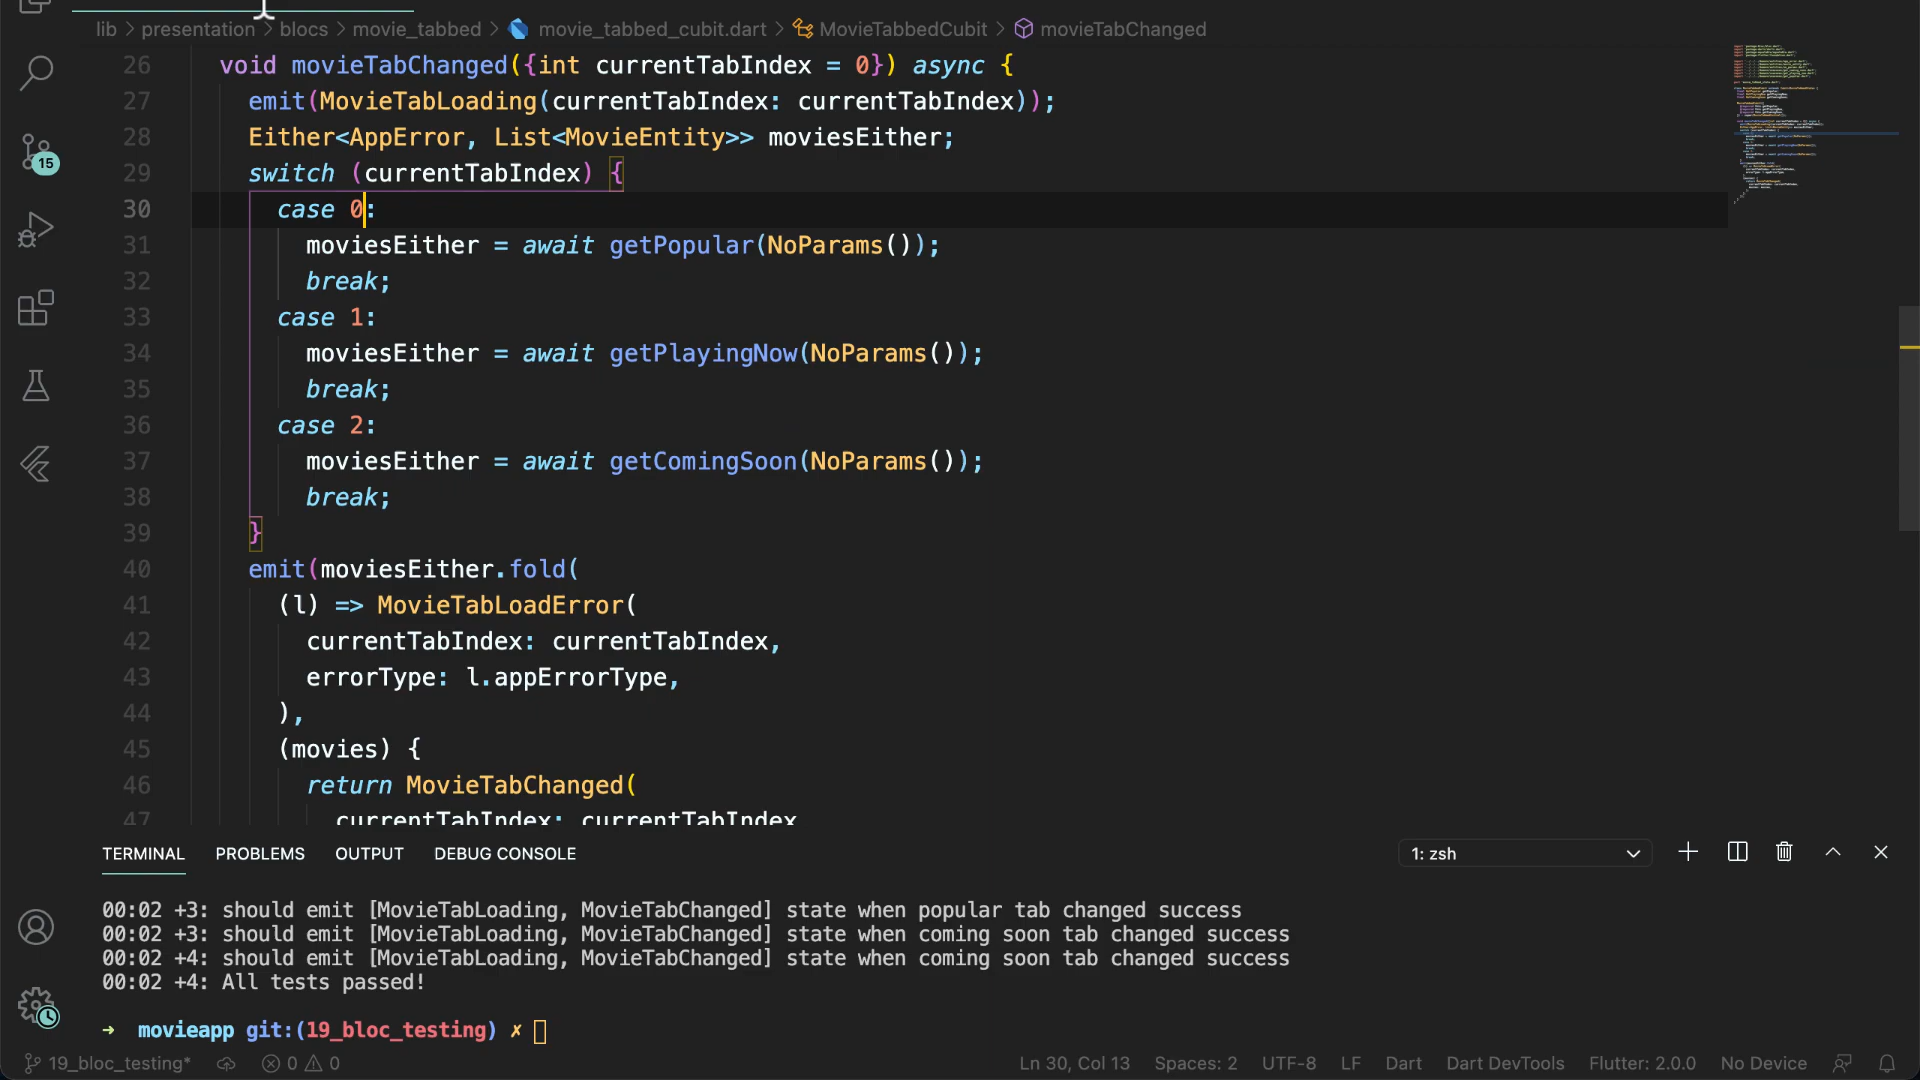 lib > presentation > blocs > movie_tabbed > movie_tabbed_cubit.dart > MovieTabbedCubit > movieTabChanged
26 void movieTabChanged({int currentTabIndex = 0}) async {
27 emit(MovieTabLoading(currentTabIndex: currentTabIndex));
28 Either<AppError, List<MovieEntity>> moviesEither;
29 switch (currentTabIndex) {
30 case 0:
31 moviesEither = await getPopular(NoParams());
32 break;
33 case 1:
34 moviesEither = await getPlayingNow(NoParams());
35 break;
36 case 2:
37 moviesEither = await getComingSoon(NoParams());
38 break;
39 }
40 emit(moviesEither.fold(
41 (l) => MovieTabLoadError(
42 currentTabIndex: currentTabIndex,
43 errorType: l.appErrorType,
44 ),
45 (movies) {
46 return MovieTabChanged(
47 currentTabIndex: currentTabIndex
15
TERMINAL PROBLEMS OUTPUT DEBUG CONSOLE 1: zsh
00:02 +3: should emit [MovieTabLoading, MovieTabChanged] state when popular tab changed success
00:02 +3: should emit [MovieTabLoading, MovieTabChanged] state when coming soon tab changed success
00:02 +4: should emit [MovieTabLoading, MovieTabChanged] state when coming soon tab changed success
00:02 +4: All tests passed!
→ movieapp git:(19_bloc_testing) ✗
19_bloc_testing* 0 0 Ln 30, Col 13 Spaces: 2 UTF-8 LF Dart Dart DevTools Flutter: 2.0.0 No Device